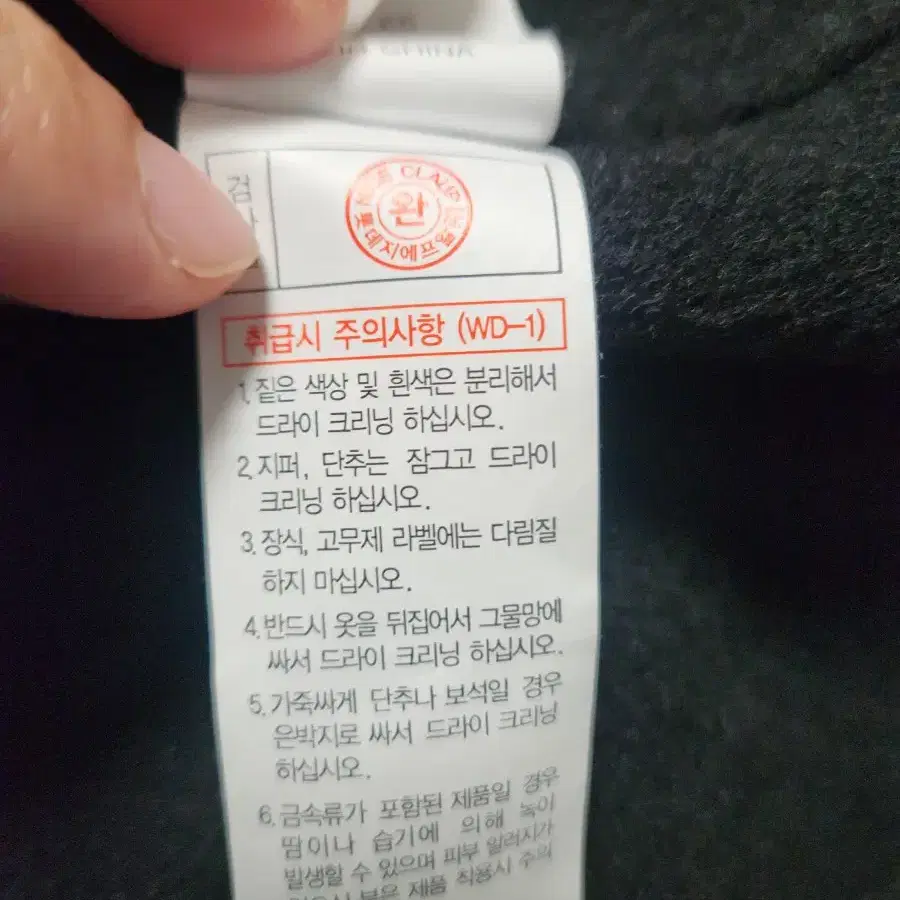 CHINA
검
완
롯데지에프알
취급시 주의사항 (WD-1)
1. 짙은 색상 및 흰색은 분리해서
드라이 크리닝 하십시오.
2. 지퍼, 단추는 잠그고 드라이
크리닝 하십시오.
3. 장식, 고무제 라벨에는 다림질
하지 마십시오.
4. 반드시 옷을 뒤집어서 그물망에
싸서 드라이 크리닝 하십시오.
5. 가죽싸게 단추나 보석일 경우
은박지로 싸서 드라이 크리닝
하십시오.
6. 금속류가 포함된 제품일 경우
땀이나 습기에 의해 녹이
발생할 수 있으며 피부 알러지가
제품 착용시 주의